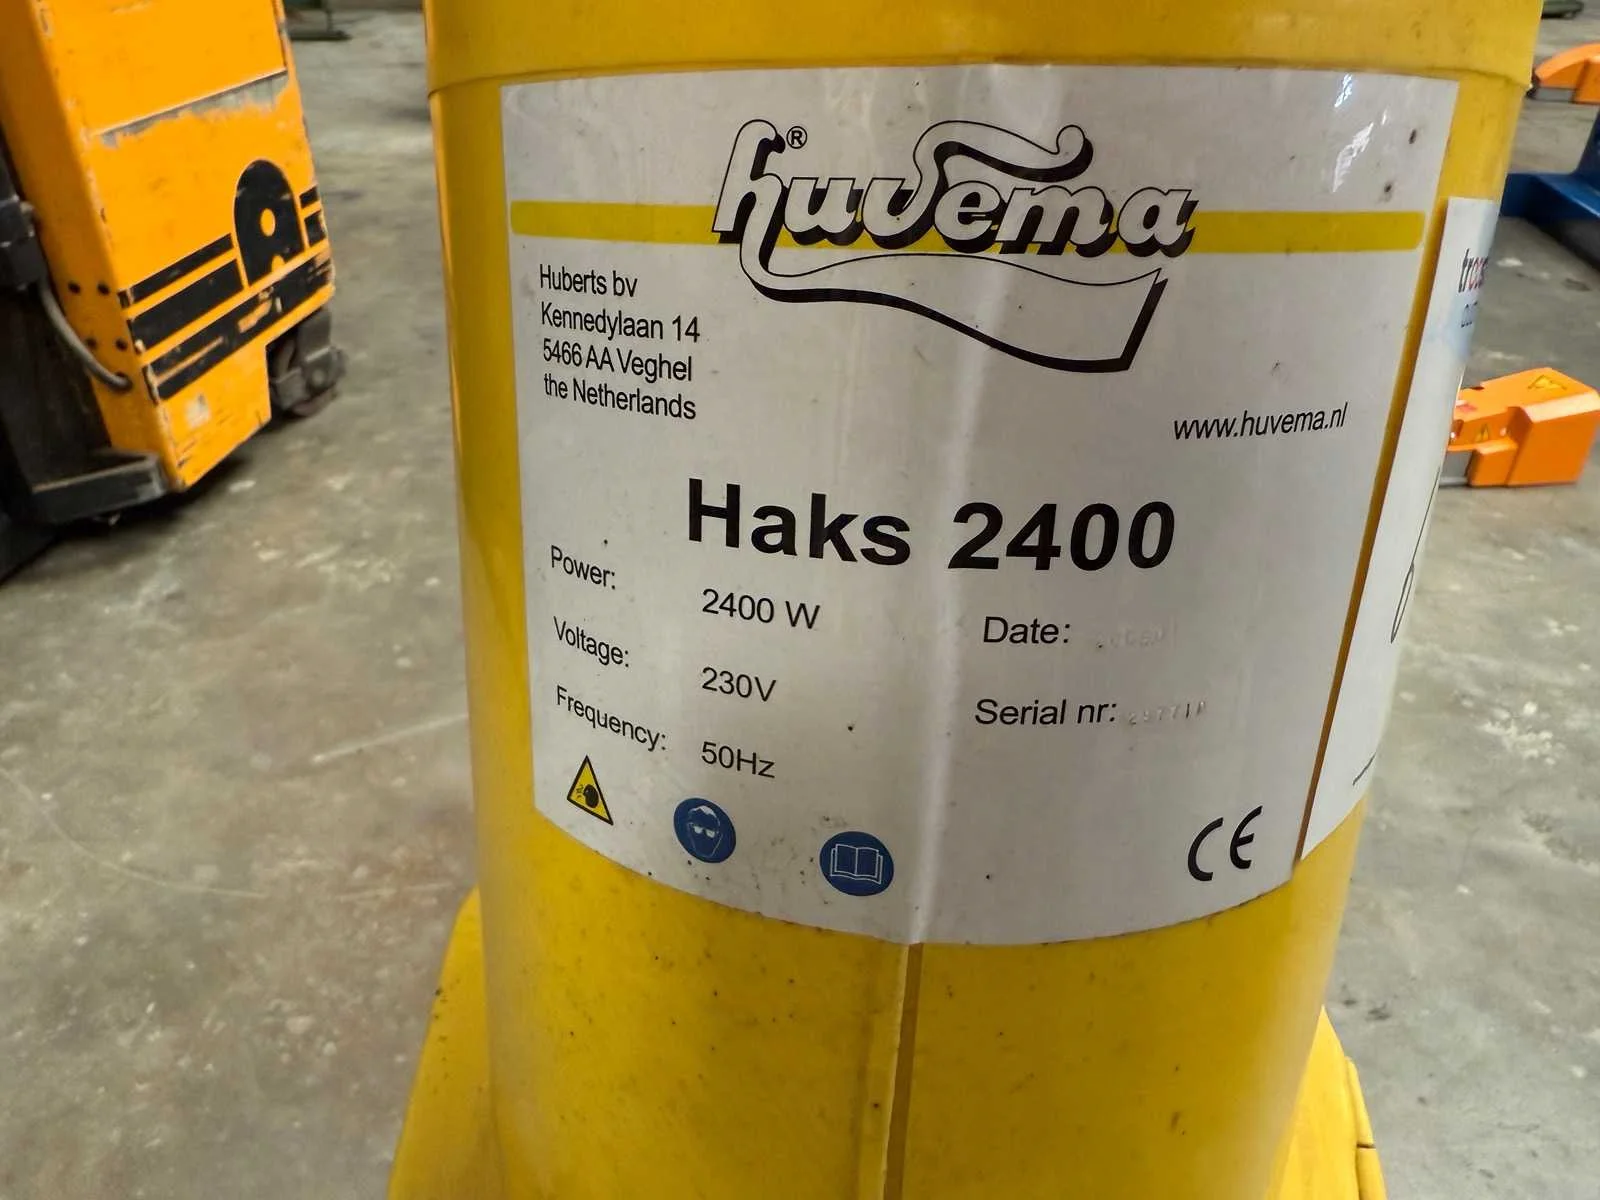 huvema®
Huberts bv
Kennedylaan 14
5466 AA Veghel
the Netherlands
www.huvema.nl
Haks 2400
Power: 2400 W
Voltage: 230V
Frequency: 50Hz
Date:
Serial nr:
CE